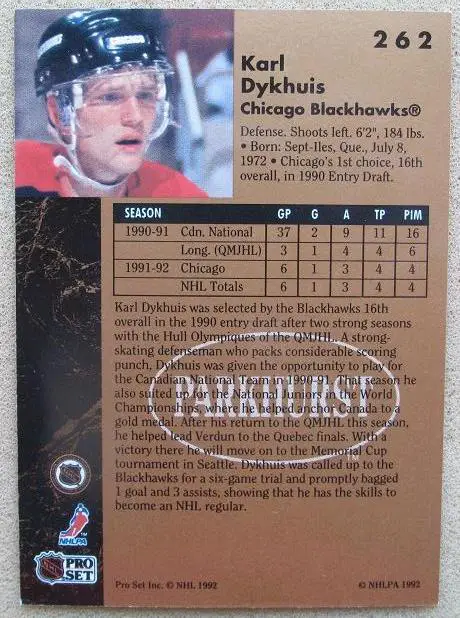 262
Karl
Dykhuis
Chicago Blackhawks®
Defense. Shoots left. 6'2", 184 lbs.
• Born: Sept-Iles, Que., July 8,
1972 • Chicago's 1st choice, 16th
overall, in 1990 Entry Draft.
SEASON GP G A TP PIM
1990-91 Cdn. National 37 2 9 11 16
Long. (QMJHL) 3 1 4 4 6
1991-92 Chicago 6 1 3 4 4
NHL Totals 6 1 3 4 4
Karl Dykhuis was selected by the Blackhawks 16th
overall in the 1990 entry draft after two strong seasons
with the Hull Olympiques of the QMJHL. A strong-
skating defenseman who packs considerable scoring
punch, Dykhuis was given the opportunity to play for
the Canadian National Team in 1990-91. That season he
also suited up for the National Juniors at the World
Championships, where he helped a for Canada to a
gold medal. After his return to the QMJHL this season,
he helped lead Verdun to the Quebec finals. With a
victory there he will move on to the Memorial Cup
tournament in Seattle. Dykhuis was called up to the
Blackhawks for a six-game trial and promptly bagged
1 goal and 3 assists, showing that he has the skills to
become an NHL regular.
PARKHURST
NHL
NHLPA
PRO
SET
Pro Set Inc. © NHL 1992
© NHLPA 1992